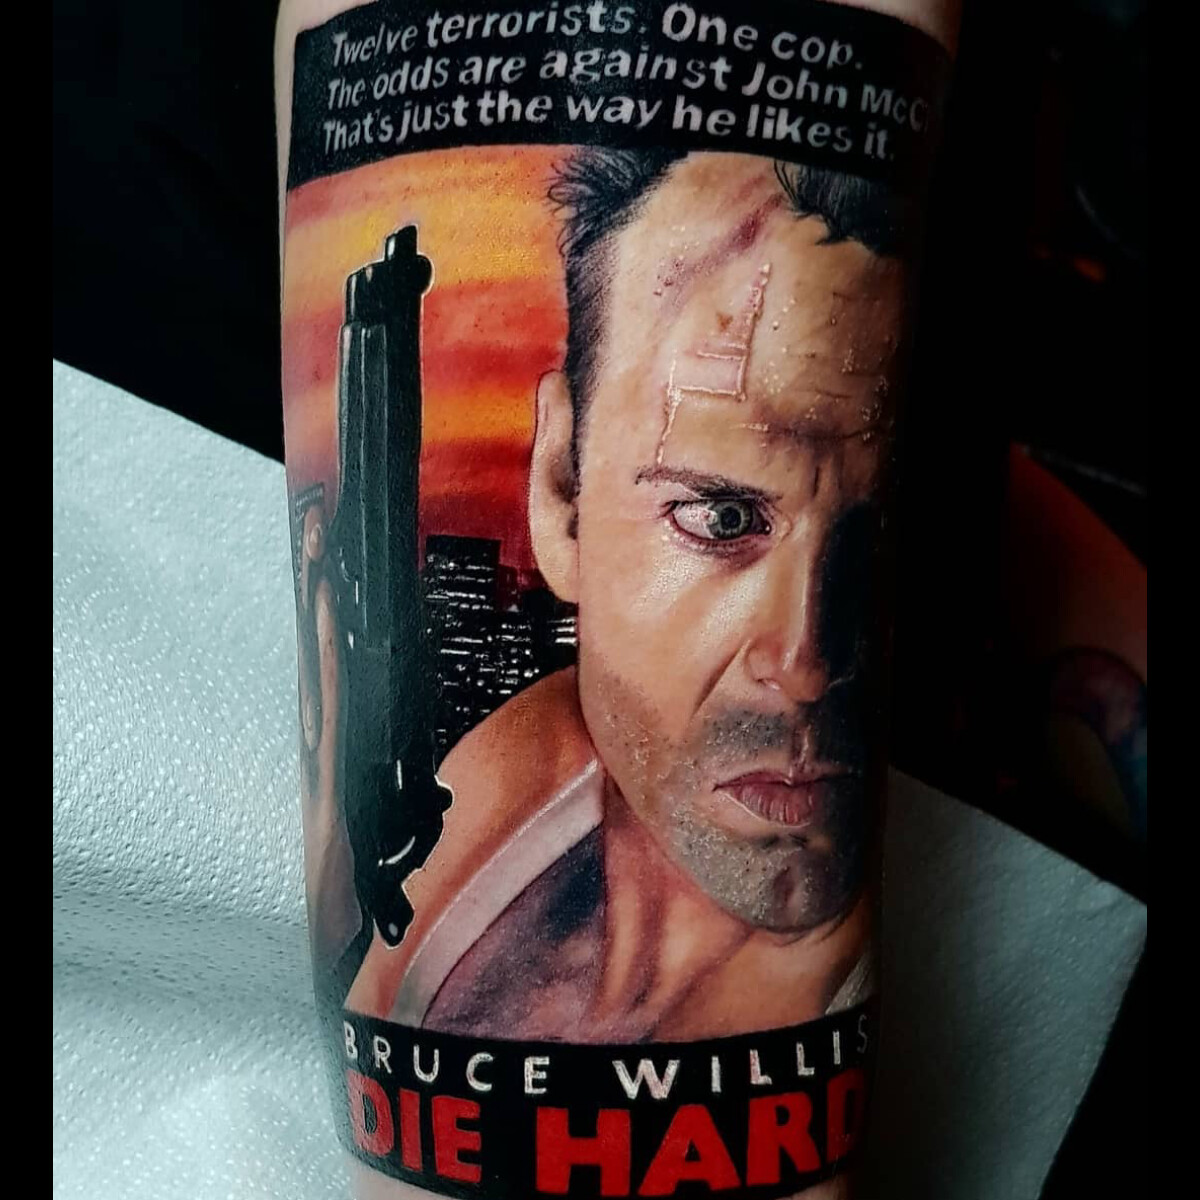 Twelve terrorists. One cop.
The odds are against John McCl
That's just the way he likes it.
BRUCE WILLIS
DIE HARD